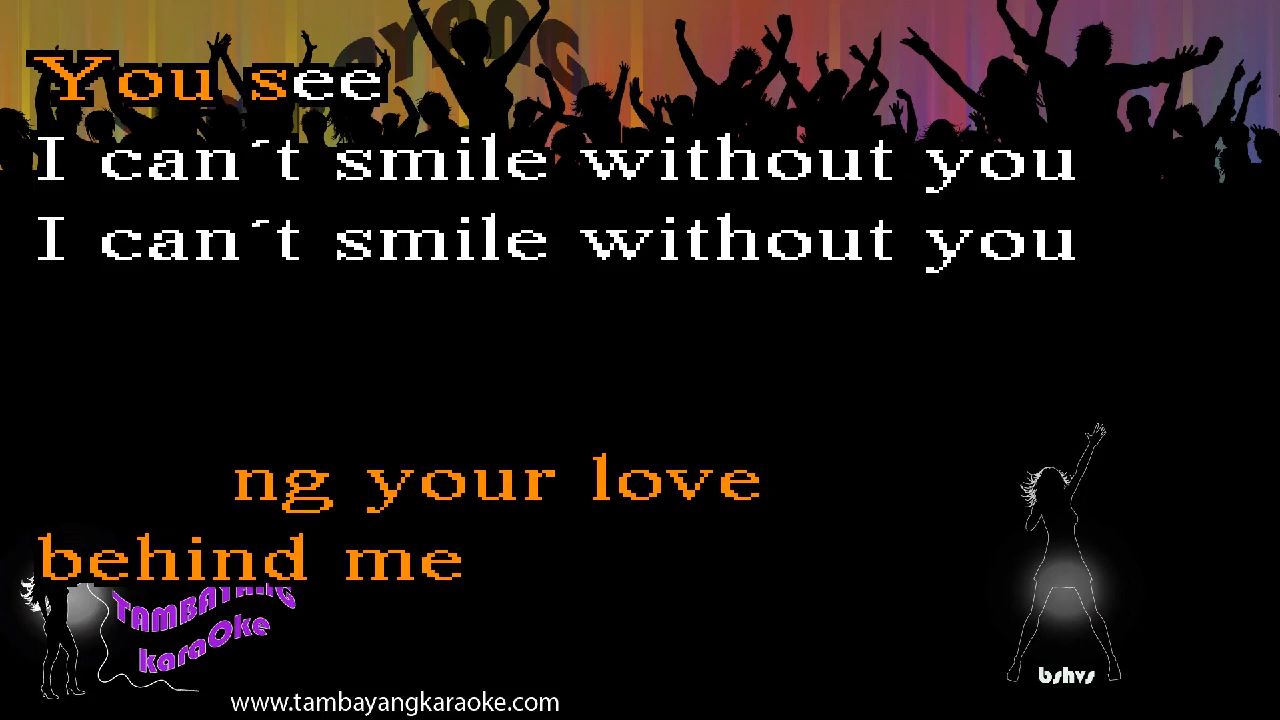 You see
I can´t smile without you
I can´t smile without you
ng your love
behind me
TAMBAYANG
karaOke
bshvs
www.tambayangkaraoke.com